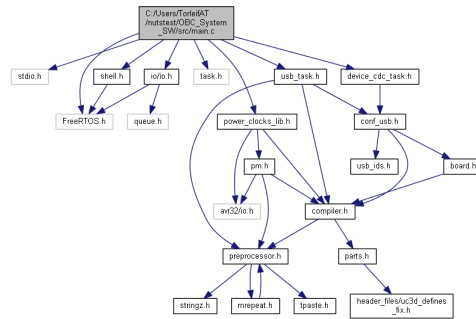 C:/Users/TorleifAT
/nutstest/OBC_System
_SW/src/main.c
stdio.h
shell.h
io/io.h
task.h
usb_task.h
device_cdc_task.h
FreeRTOS.h
queue.h
power_clocks_lib.h
conf_usb.h
pm.h
usb_ids.h
board.h
avr32/io.h
compiler.h
preprocessor.h
parts.h
stringz.h
mrepeat.h
tpaste.h
header_files/uc3d_defines
_fix.h